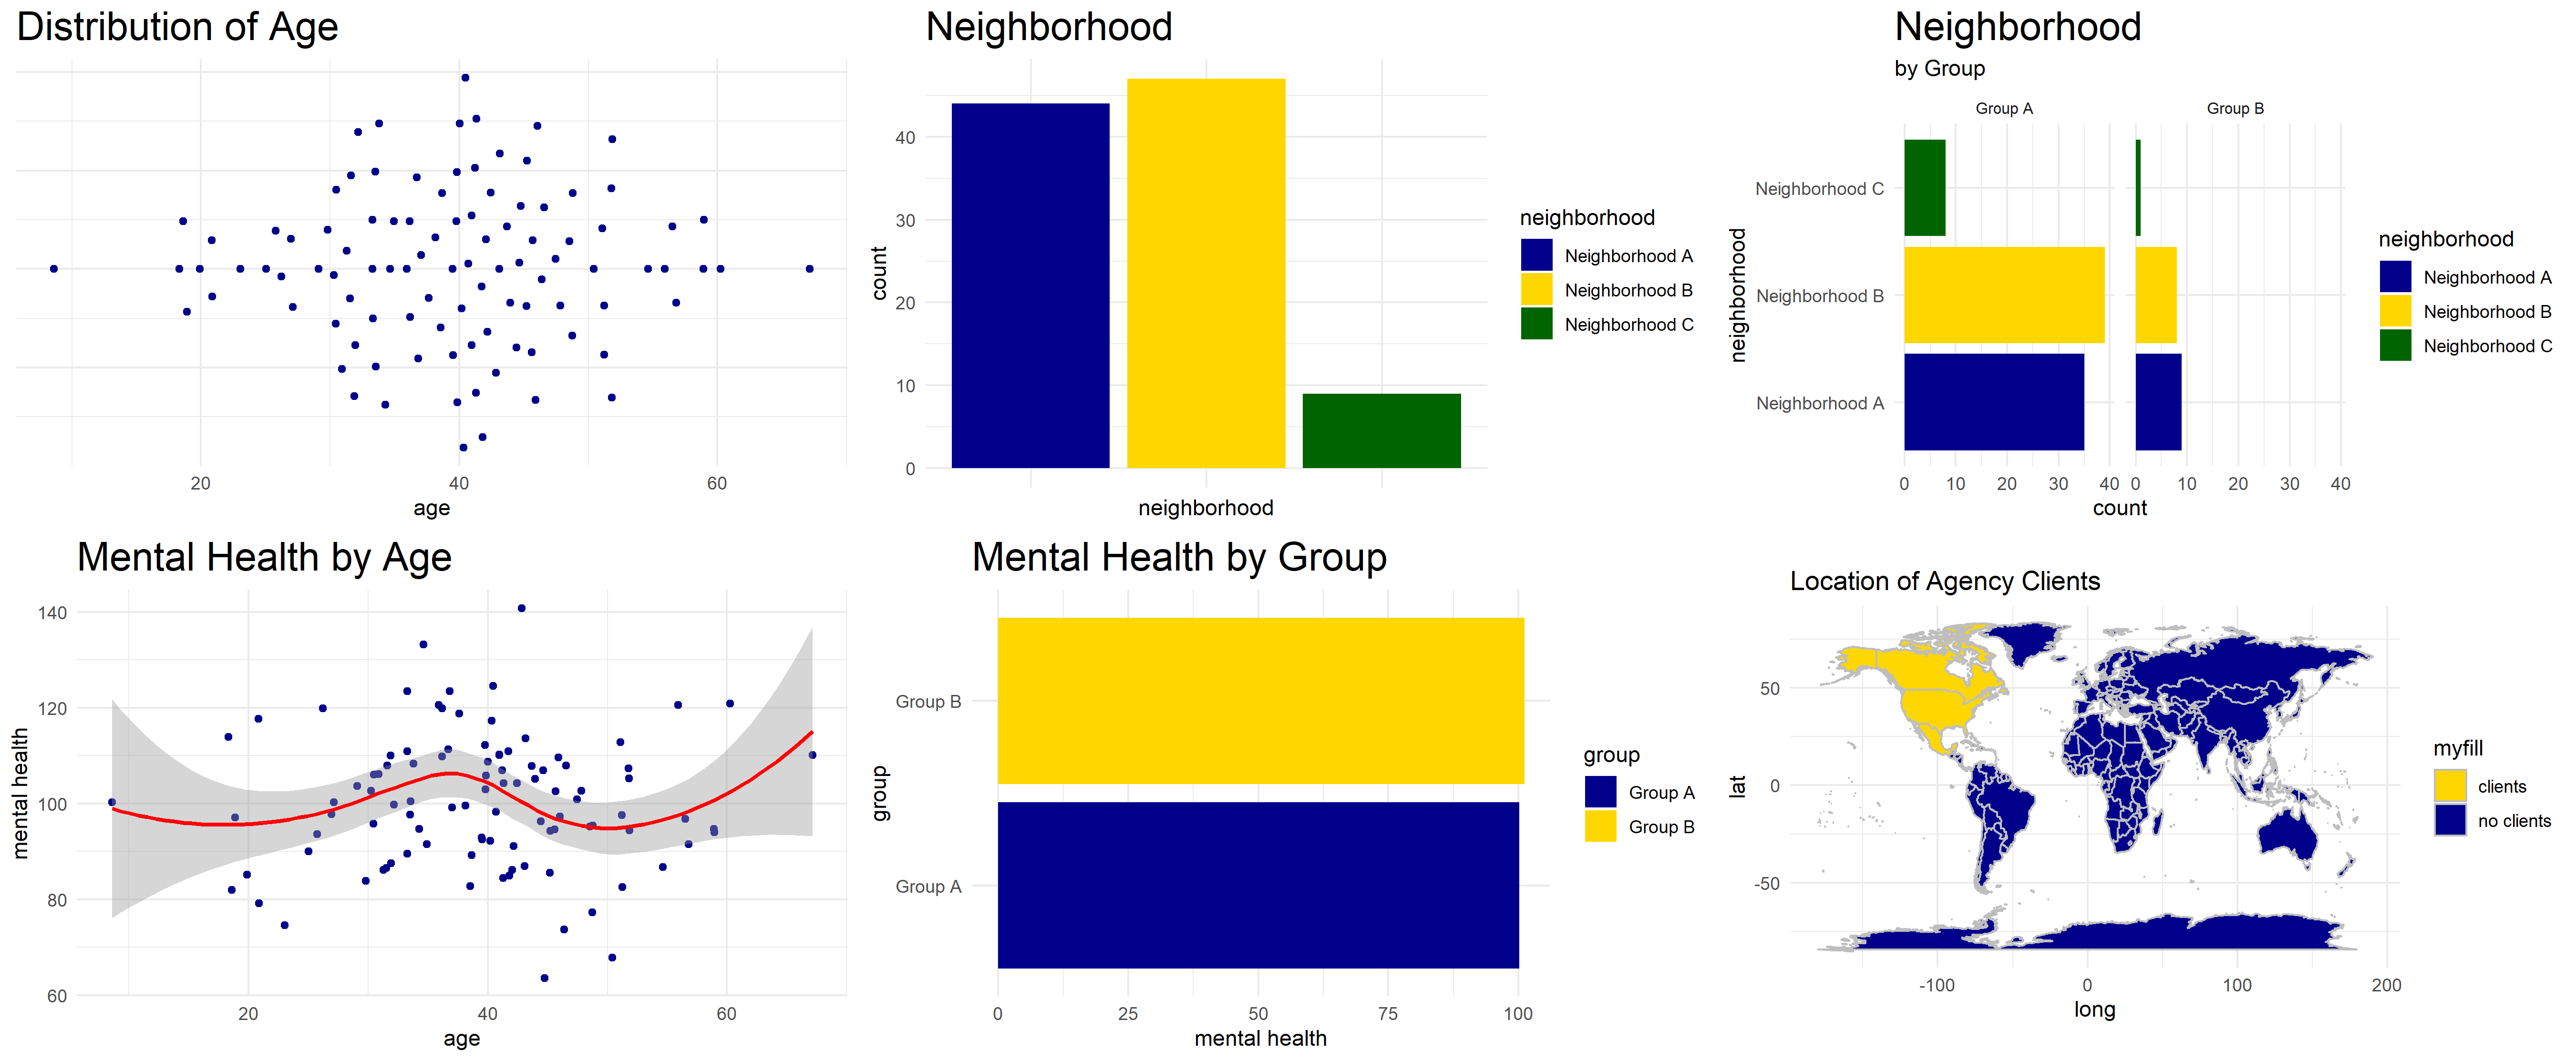 Distribution of Age
20 40 60
age
Neighborhood
count
40
30
20
10
0
neighborhood
neighborhood
Neighborhood A
Neighborhood B
Neighborhood C
Neighborhood
by Group
Group A Group B
neighborhood
Neighborhood C
Neighborhood B
Neighborhood A
0 10 20 30 40 0 10 20 30 40
count
neighborhood
Neighborhood A
Neighborhood B
Neighborhood C
Mental Health by Age
mental health
140
120
100
80
60
20 40 60
age
Mental Health by Group
group
Group B
Group A
0 25 50 75 100
mental health
group
Group A
Group B
Location of Agency Clients
lat
50
0
-50
-100 0 100 200
long
myfill
clients
no clients